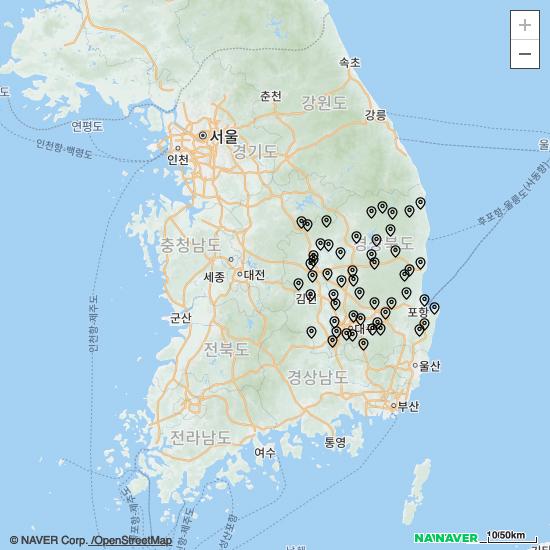 +
−
속초
춘천
강원도
연평도
강릉
서울
인천항-백령도
인천
경기도
후포항-울릉도(사동항)
충청남도
경상북도
세종
대전
인천항-제주도
김천
군산
포항
대구
전북도
경상남도
울산
부산
전라남도
여수
통영
© NAVER Corp. /OpenStreetMap
NAVER
10/50km